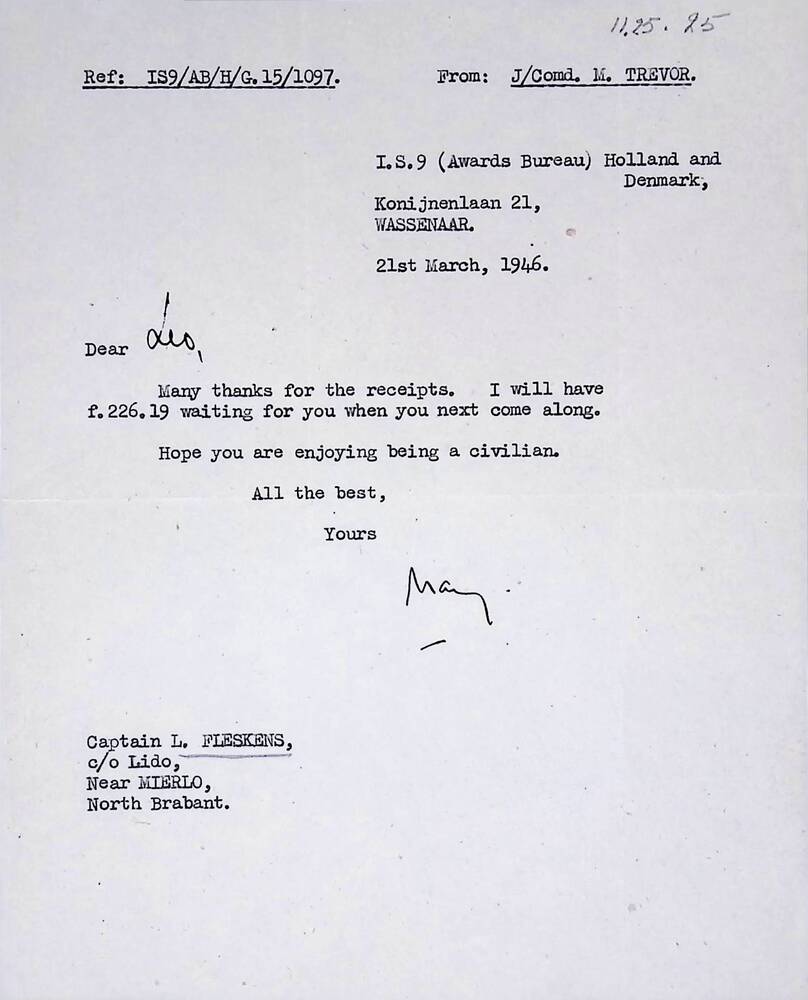 11.25. 25
Ref: IS9/AB/H/G.15/1097. From: J/Comd. M. TREVOR.
I.S.9 (Awards Bureau) Holland and
Denmark,
Konijnenlaan 21,
WASSENAAR.
21st March, 1946.
Dear Leo,
Many thanks for the receipts. I will have
f.226.19 waiting for you when you next come along.
Hope you are enjoying being a civilian.
All the best,
Yours
Mary
Captain L. FLESKENS,
c/o Lido,
Near MIERLO,
North Brabant.